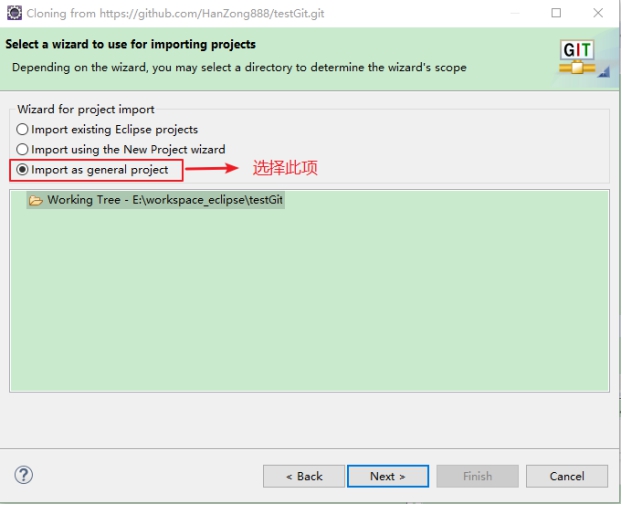 Cloning from https://github.com/HanZong888/testGit.git
Select a wizard to use for importing projects
Depending on the wizard, you may select a directory to determine the wizard's scope
GIT
Wizard for project import
Import existing Eclipse projects
Import using the New Project wizard
Import as general project 选择此项
Working Tree - E:\workspace_eclipse\testGit
? < Back Next > Finish Cancel